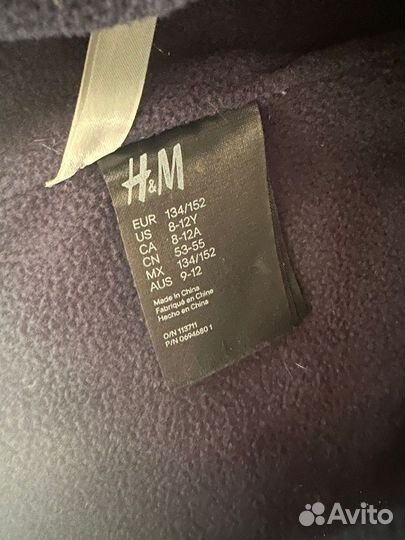 H&M
EUR 134/152
US 8-12Y
CA 8-12A
CN 53-55
MX 134/152
AUS 9-12
Made in China
Fabriqué en Chine
Hecho en China
O/N 113711
P/N 0694680 1
Avito